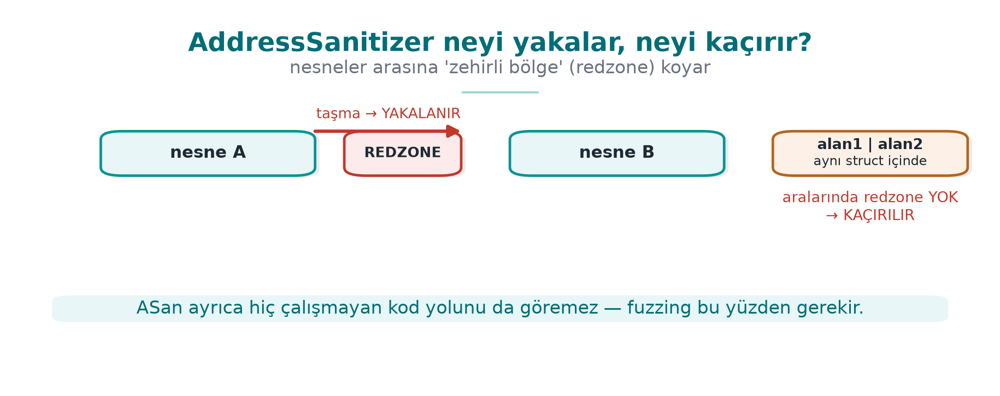 AddressSanitizer neyi yakalar, neyi kaçırır?
nesneler arasına 'zehirli bölge' (redzone) koyar
taşma → YAKALANIR
nesne A
REDZONE
nesne B
alan1 | alan2
aynı struct içinde
aralarında redzone YOK
→ KAÇIRILIR
ASan ayrıca hiç çalışmayan kod yolunu da göremez — fuzzing bu yüzden gerekir.